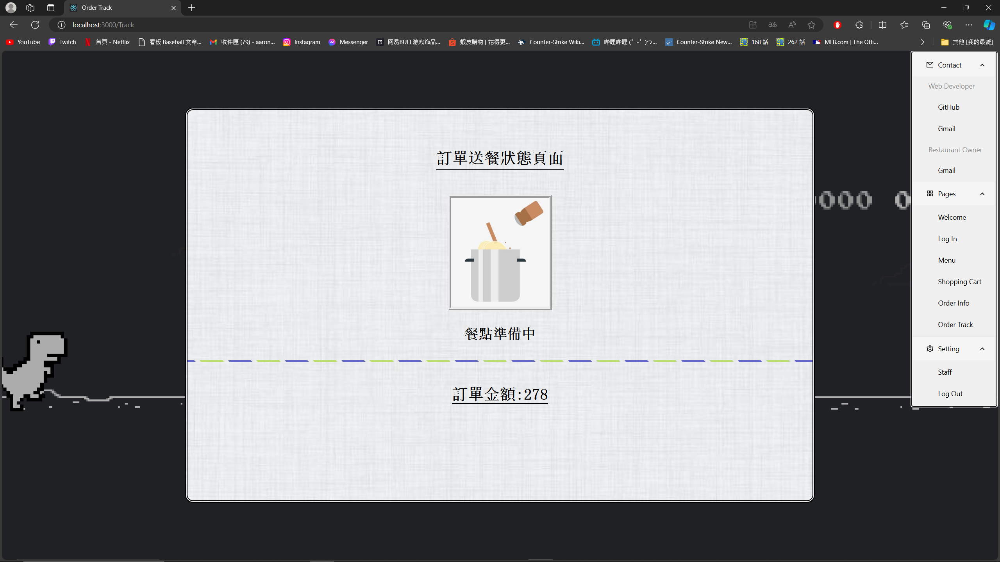 Order Track
localhost:3000/Track
aあ
YouTube
Twitch
首頁 - Netflix
看板 Baseball 文章...
收件匣 (79) - aaron...
Instagram
Messenger
网易BUFF游戏饰品...
蝦皮購物 | 花得更...
Counter-Strike Wiki...
哔哩哔哩 (゜-゜)つ...
Counter-Strike New...
168 話
262 話
MLB.com | The Offi...
其他 [我的最愛]
訂單送餐狀態頁面
餐點準備中
訂單金額:278
000 0
Contact
Web Developer
GitHub
Gmail
Restaurant Owner
Gmail
Pages
Welcome
Log In
Menu
Shopping Cart
Order Info
Order Track
Setting
Staff
Log Out